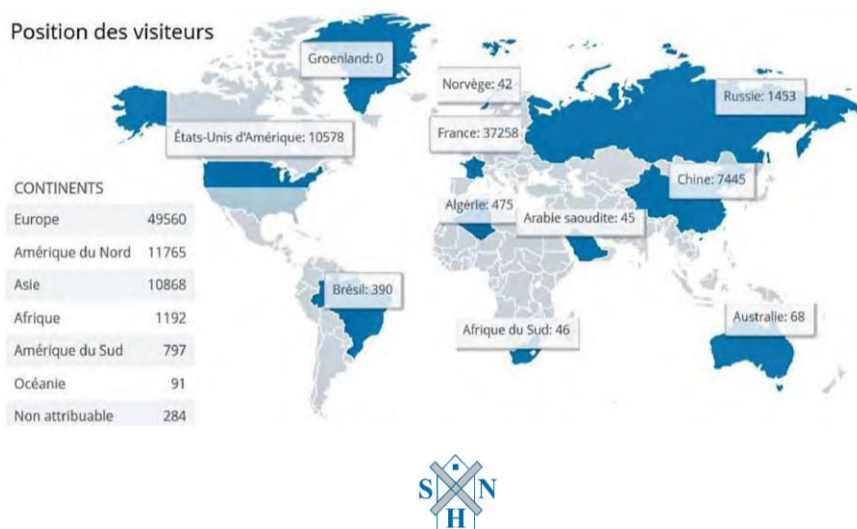 Position des visiteurs
Groenland: 0
Norvège: 42
Russie: 1453
États-Unis d'Amérique: 10578
France: 37258
Chine: 7445
Algérie: 475
Arabie saoudite: 45
Brésil: 390
Afrique du Sud: 46
Australie: 68
CONTINENTS
Europe 49560
Amérique du Nord 11765
Asie 10868
Afrique 1192
Amérique du Sud 797
Océanie 91
Non attribuable 284
S N
H